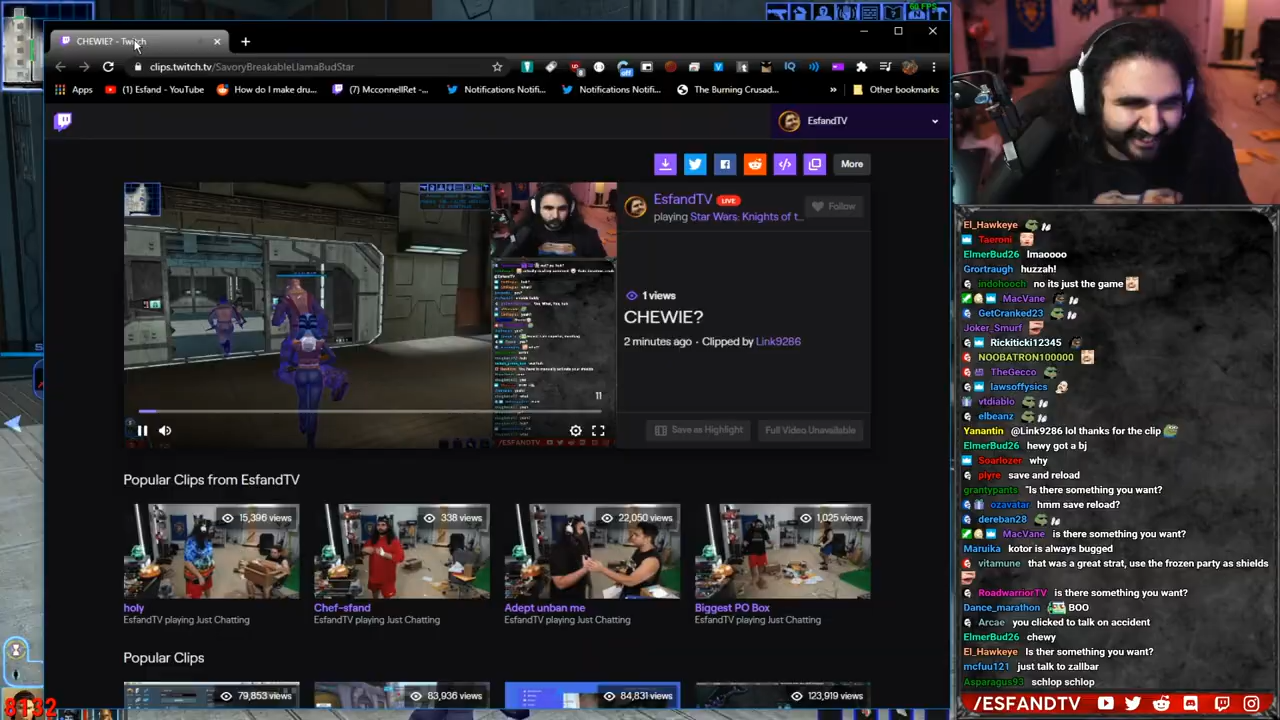 60 FPS
CHEWIE? - Twitch
clips.twitch.tv/SavoryBreakableLlamaBudStar
Apps
(1) Esfand - YouTube
How do I make dru...
(7) McconnellRet - ...
Notifications Notifi...
Notifications Notifi...
The Burning Crusad...
»
Other bookmarks
EsfandTV
More
EsfandTV LIVE
playing Star Wars: Knights of t...
Follow
1 views
CHEWIE?
2 minutes ago · Clipped by Link9286
11
Save as Highlight
Full Video Unavailable
Popular Clips from EsfandTV
15,396 views
338 views
22,050 views
1,025 views
holy
EsfandTV playing Just Chatting
Chef-sfand
EsfandTV playing Just Chatting
Adept unban me
EsfandTV playing Just Chatting
Biggest PO Box
EsfandTV playing Just Chatting
Popular Clips
79,853 views
83,936 views
84,831 views
123,919 views
8132
El_Hawkeye
Taeroni
ElmerBud26 lmaoooo
Grortraugh huzzah!
indohooch no its just the game
MacVane
GetCranked23
Joker_Smurf
Rickiticki12345
NOOBATRON100000
TheGecco
lawsoffysics
vtdiablo
elbeanz
Yanantin @Link9286 lol thanks for the clip
ElmerBud26 hewy got a bj
Soarlozer why
plyre save and reload
grantypants "Is there something you want?
ozavatar hmm save reload?
dereban28
MacVane is there something you want?
Maruika kotor is always bugged
vitamune that was a great strat, use the frozen party as shields
RoadwarriorTV is there something you want?
Dance_marathon BOO
Arcae you clicked to talk on accident
ElmerBud26 chewy
El_Hawkeye Is ther something you want?
mcfuu121 just talk to zallbar
Asparagus93 schlop schlop
/ESFANDTV